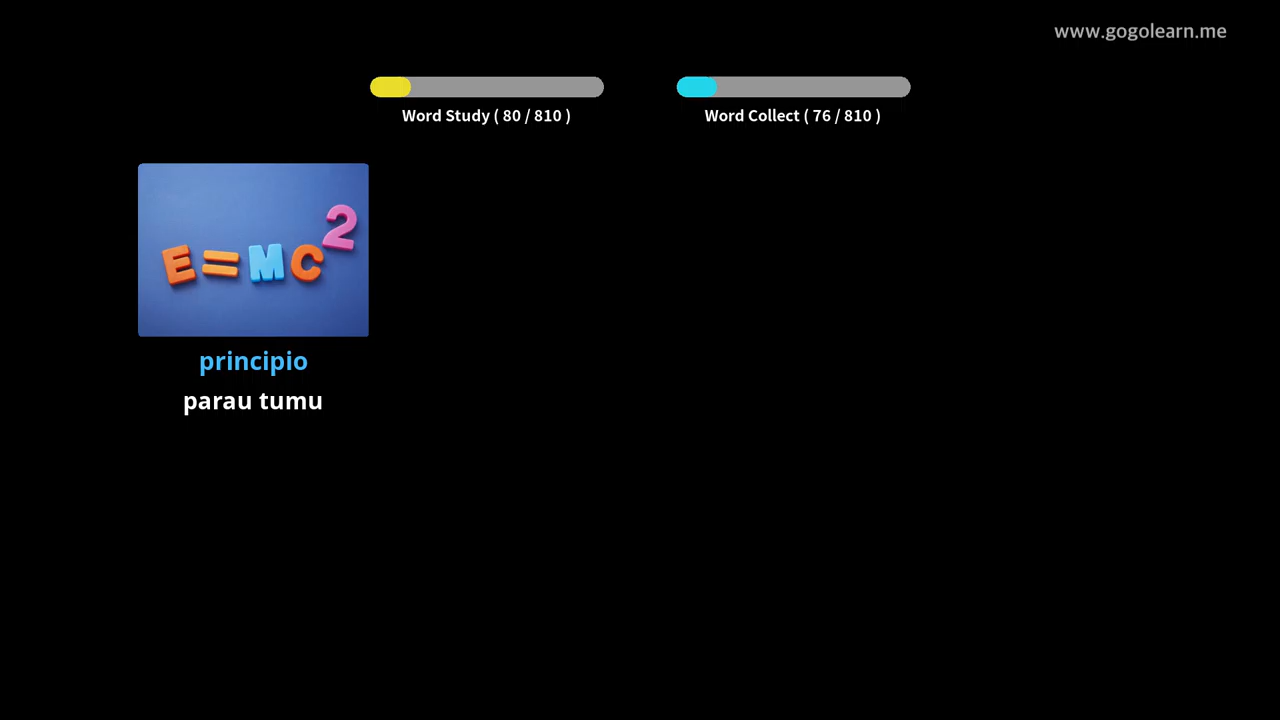 www.gogolearn.me
Word Study ( 80 / 810 )
Word Collect ( 76 / 810 )
E=MC²
principio
parau tumu